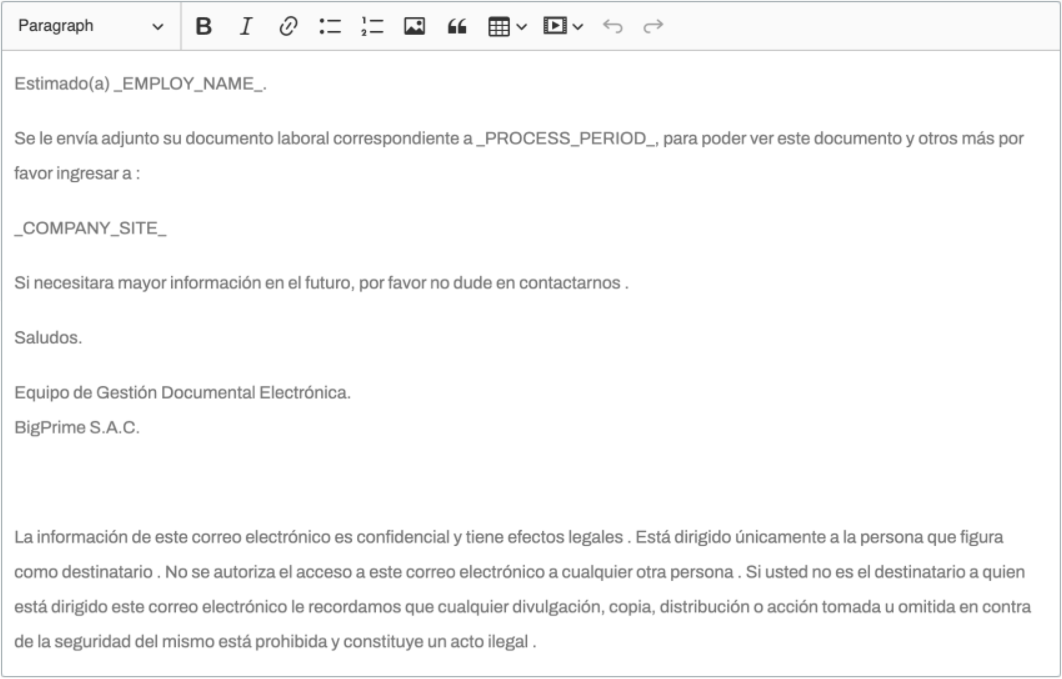 Paragraph
Estimado(a) _EMPLOY_NAME_.
Se le envía adjunto su documento laboral correspondiente a _PROCESS_PERIOD_, para poder ver este documento y otros más por
favor ingresar a :
_COMPANY_SITE_
Si necesitara mayor información en el futuro, por favor no dude en contactarnos .
Saludos.
Equipo de Gestión Documental Electrónica.
BigPrime S.A.C.
La información de este correo electrónico es confidencial y tiene efectos legales . Está dirigido únicamente a la persona que figura
como destinatario . No se autoriza el acceso a este correo electrónico a cualquier otra persona . Si usted no es el destinatario a quien
está dirigido este correo electrónico le recordamos que cualquier divulgación, copia, distribución o acción tomada u omitida en contra
de la seguridad del mismo está prohibida y constituye un acto ilegal .